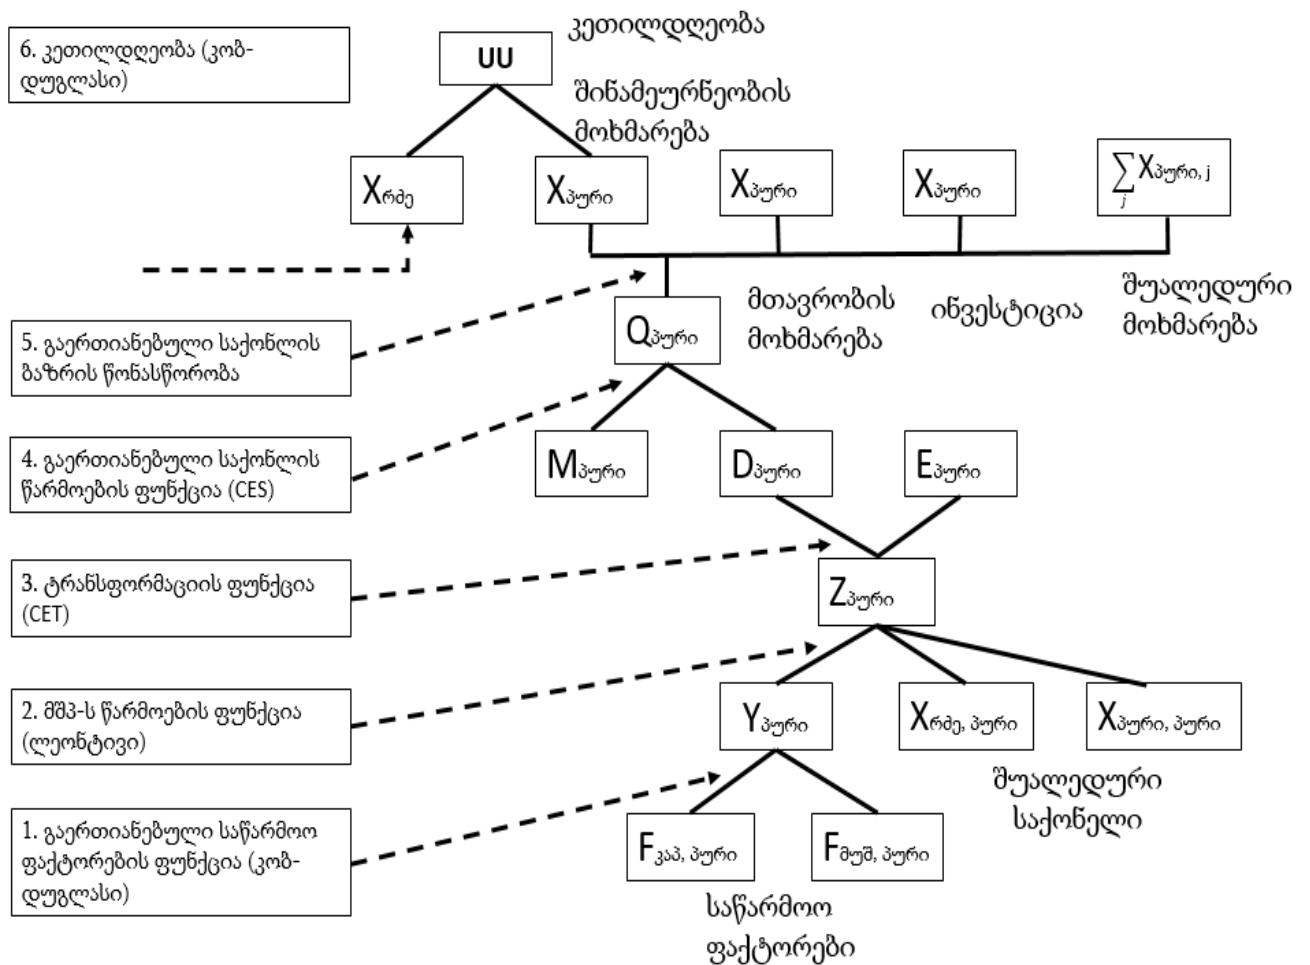 6. კეთილდღეობა (კობ-
დუგლასი)
UU
კეთილდღეობა
შინამეურნეობის
მოხმარება
Xრძე
Xპური
Xპური
Xპური
∑j Xპური, j
5. გაერთიანებული საქონლის
ბაზრის წონასწორობა
Qპური
მთავრობის
მოხმარება
ინვესტიცია
შუალედური
მოხმარება
4. გაერთიანებული საქონლის
წარმოების ფუნქცია (CES)
Mპური
Dპური
Eპური
3. ტრანსფორმაციის ფუნქცია
(CET)
Zპური
2. მშპ-ს წარმოების ფუნქცია
(ლეონტივი)
Yპური
Xრძე, პური
Xპური, პური
შუალედური
საქონელი
1. გაერთიანებული საწარმოო
ფაქტორების ფუნქცია (კობ-
დუგლასი)
Fკაპ, პური
Fმუშ, პური
საწარმოო
ფაქტორები